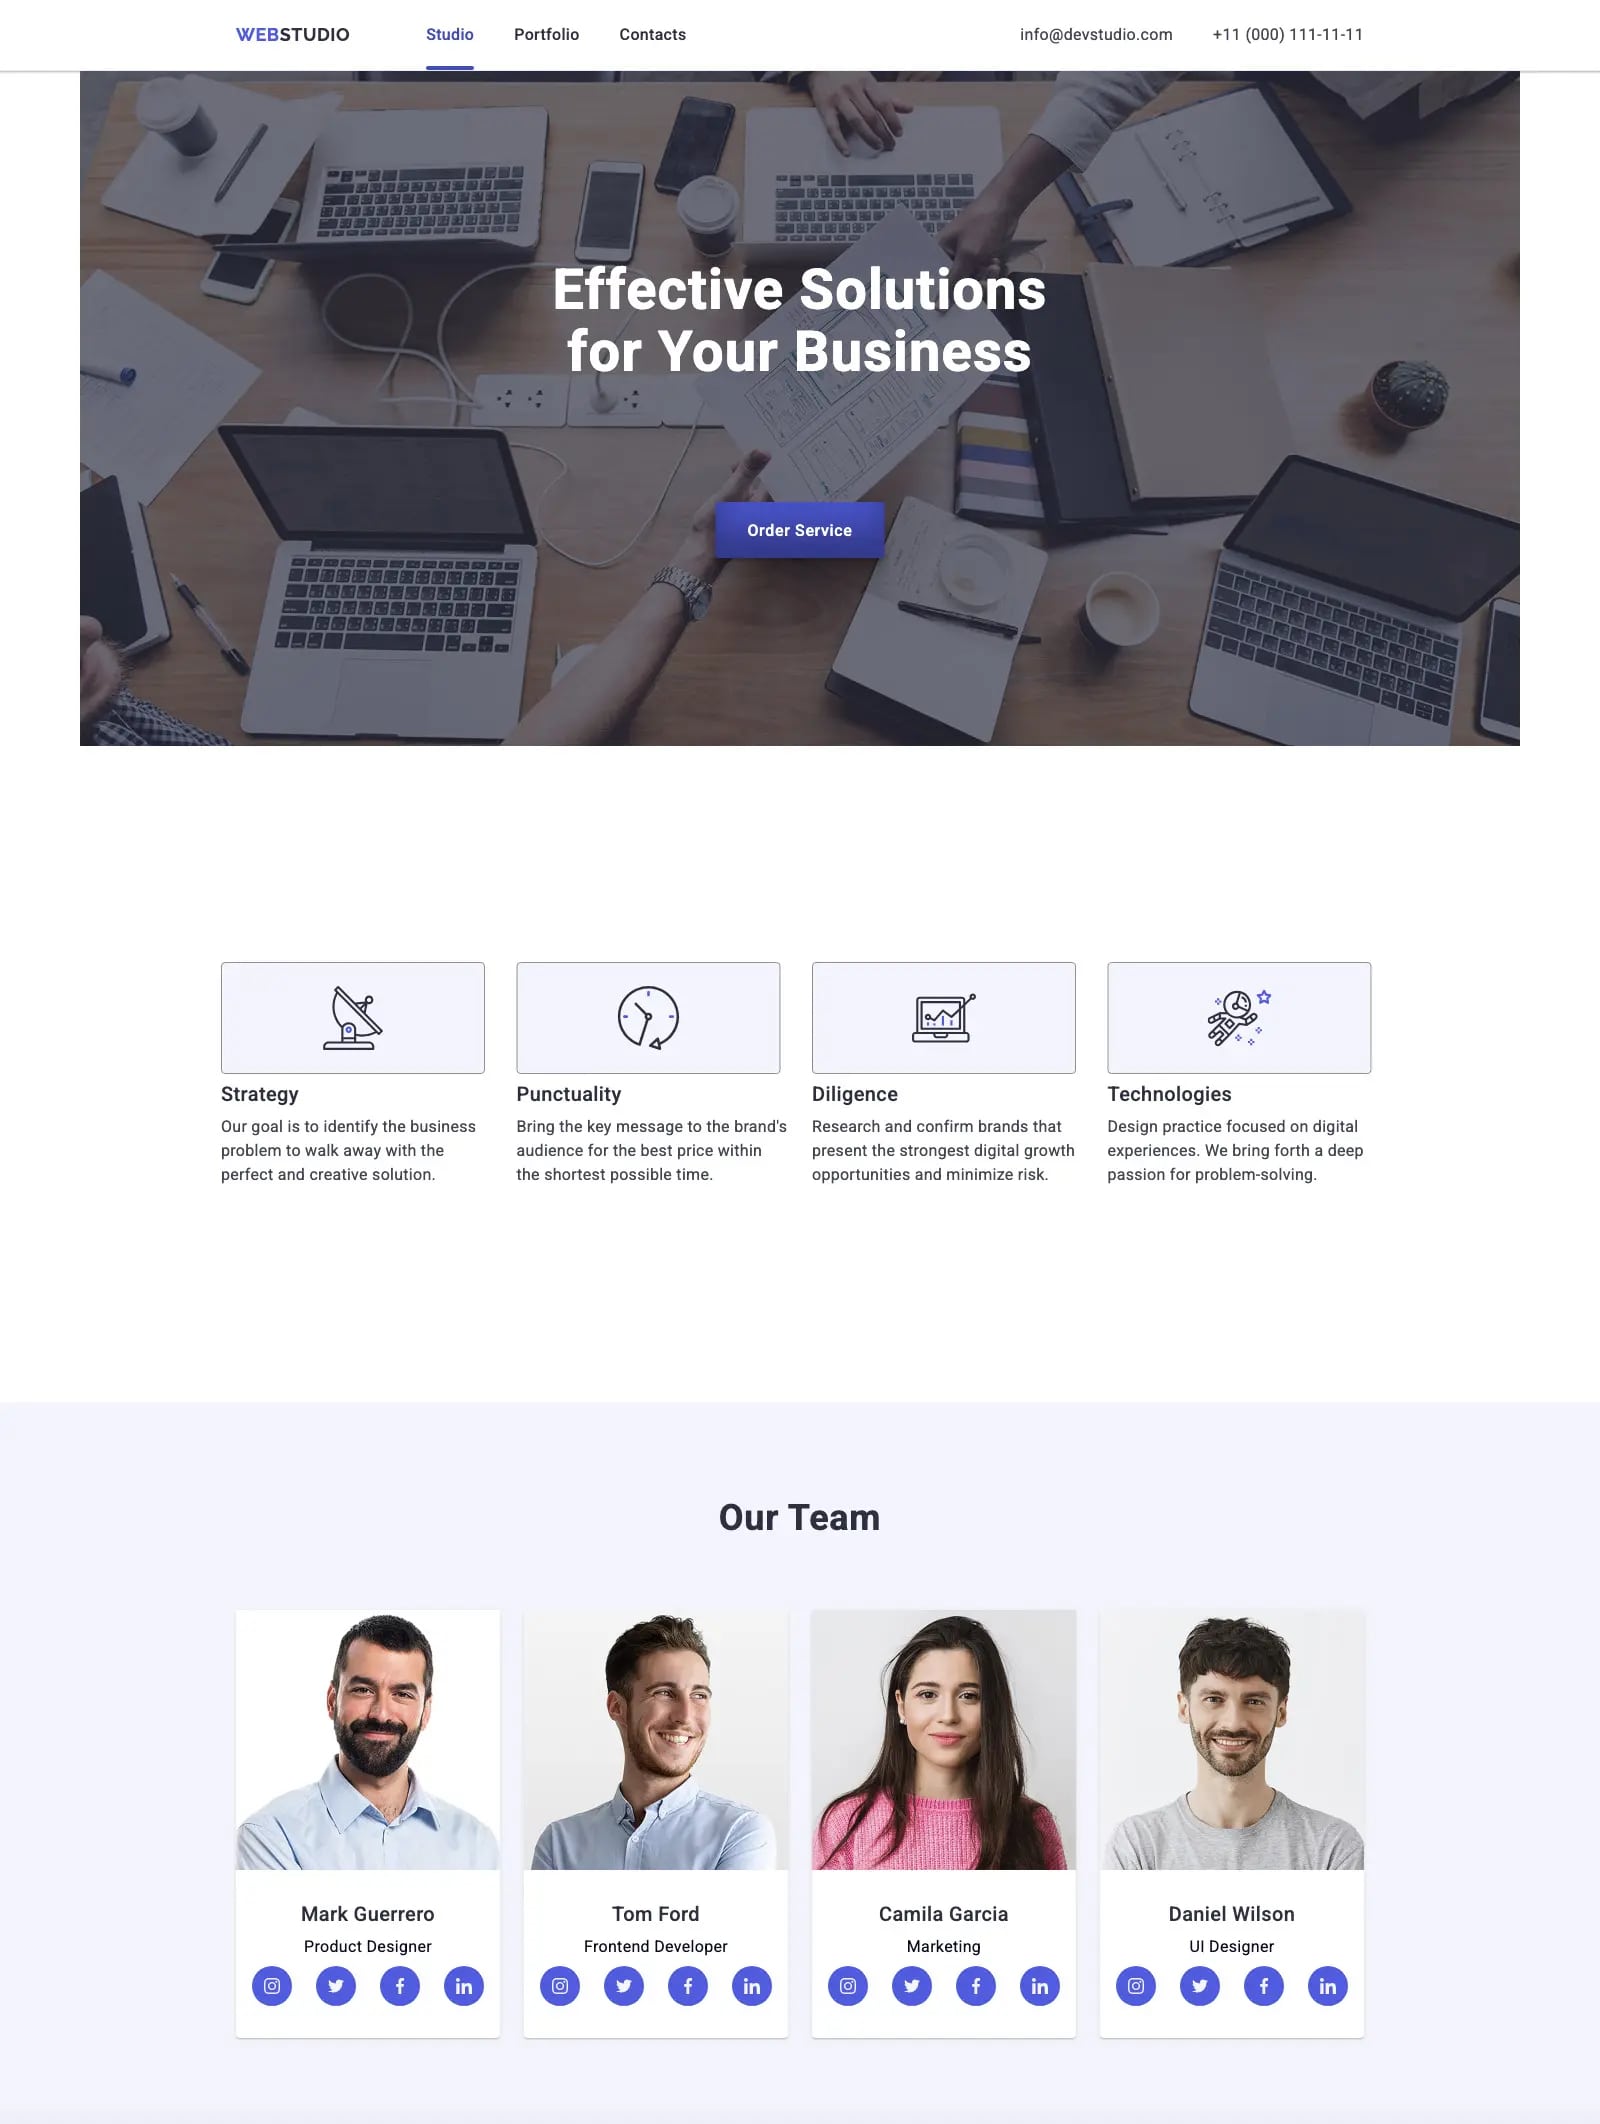 WEBSTUDIO
Studio
Portfolio
Contacts
info@devstudio.com
+11 (000) 111-11-11
Effective Solutions
for Your Business
Order Service
Strategy
Our goal is to identify the business
problem to walk away with the
perfect and creative solution.
Punctuality
Bring the key message to the brand's
audience for the best price within
the shortest possible time.
Diligence
Research and confirm brands that
present the strongest digital growth
opportunities and minimize risk.
Technologies
Design practice focused on digital
experiences. We bring forth a deep
passion for problem-solving.
Our Team
Mark Guerrero
Product Designer
Tom Ford
Frontend Developer
Camila Garcia
Marketing
Daniel Wilson
UI Designer